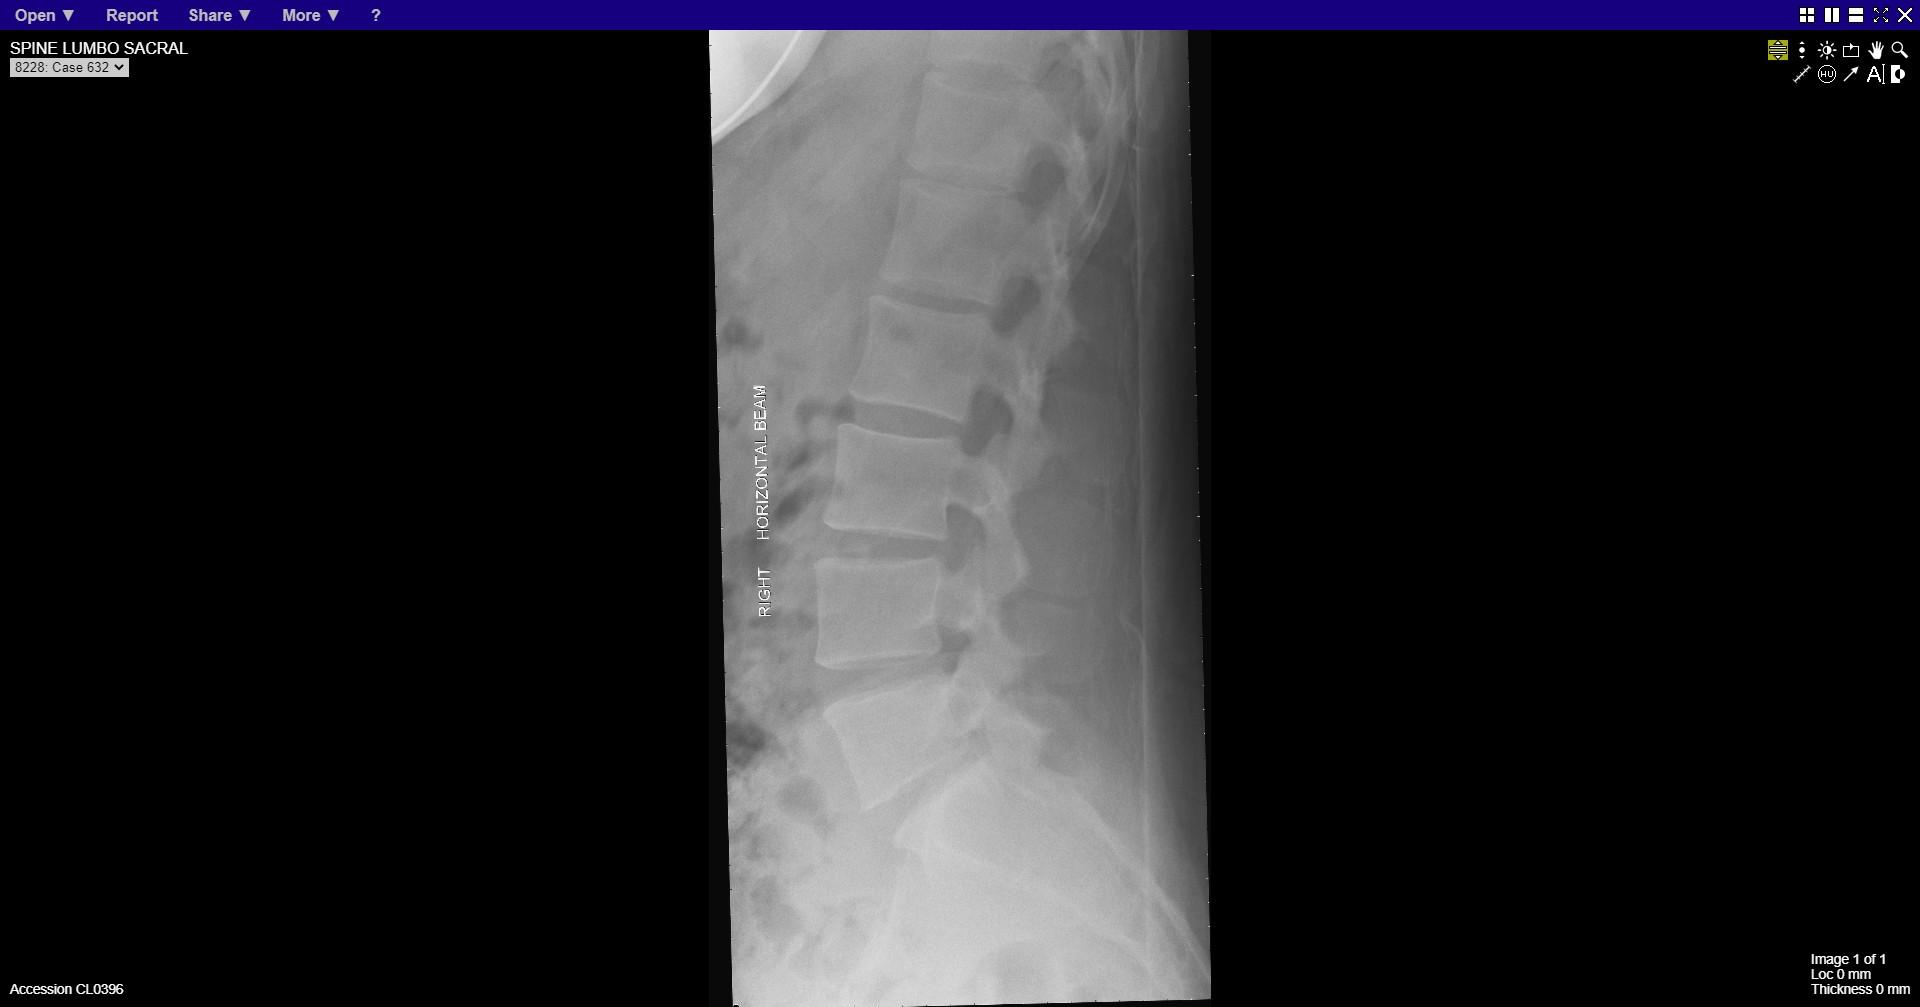 Open ▼ Report Share ▼ More ▼ ?
SPINE LUMBO SACRAL
8228: Case 632
HU
A
RIGHT HORIZONTAL BEAM
Accession CL0396
Image 1 of 1
Loc 0 mm
Thickness 0 mm